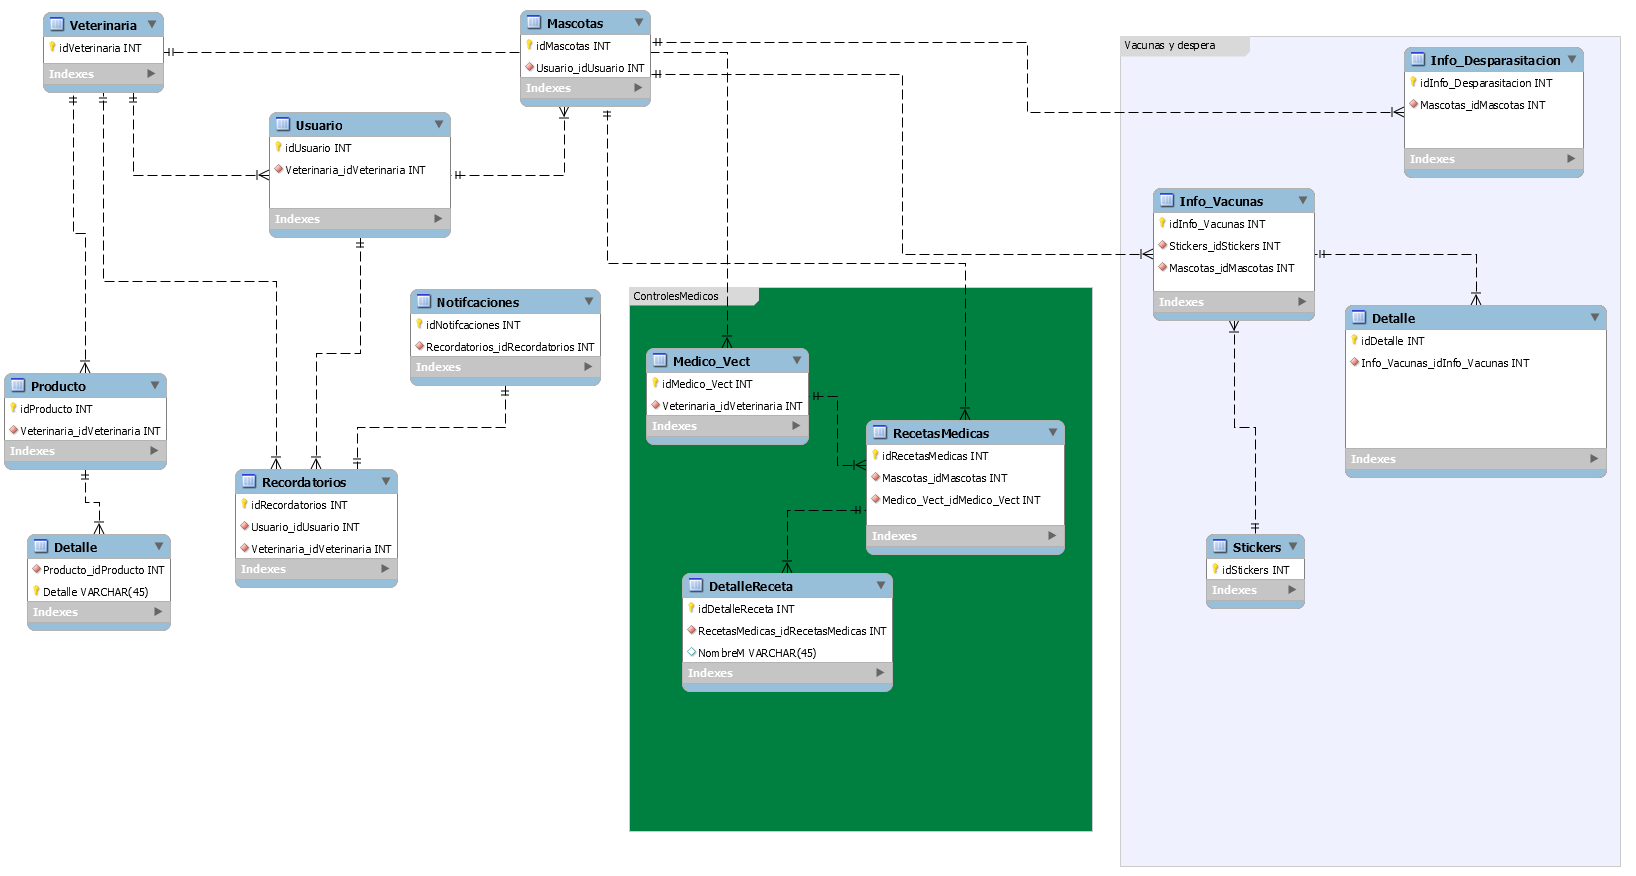 Veterinaria
idVeterinaria INT
Indexes
Mascotas
idMascotas INT
Usuario_idUsuario INT
Indexes
Usuario
idUsuario INT
Veterinaria_idVeterinaria INT
Indexes
Notifcaciones
idNotifcaciones INT
Recordatorios_idRecordatorios INT
Indexes
Producto
idProducto INT
Veterinaria_idVeterinaria INT
Indexes
Recordatorios
idRecordatorios INT
Usuario_idUsuario INT
Veterinaria_idVeterinaria INT
Indexes
Detalle
Producto_idProducto INT
Detalle VARCHAR(45)
Indexes
ControlesMedicos
Medico_Vect
idMedico_Vect INT
Veterinaria_idVeterinaria INT
Indexes
RecetasMedicas
idRecetasMedicas INT
Mascotas_idMascotas INT
Medico_Vect_idMedico_Vect INT
Indexes
DetalleReceta
idDetalleReceta INT
RecetasMedicas_idRecetasMedicas INT
NombreM VARCHAR(45)
Indexes
Vacunas y despera
Info_Desparasitacion
idInfo_Desparasitacion INT
Mascotas_idMascotas INT
Indexes
Info_Vacunas
idInfo_Vacunas INT
Stickers_idStickers INT
Mascotas_idMascotas INT
Indexes
Detalle
idDetalle INT
Info_Vacunas_idInfo_Vacunas INT
Indexes
Stickers
idStickers INT
Indexes